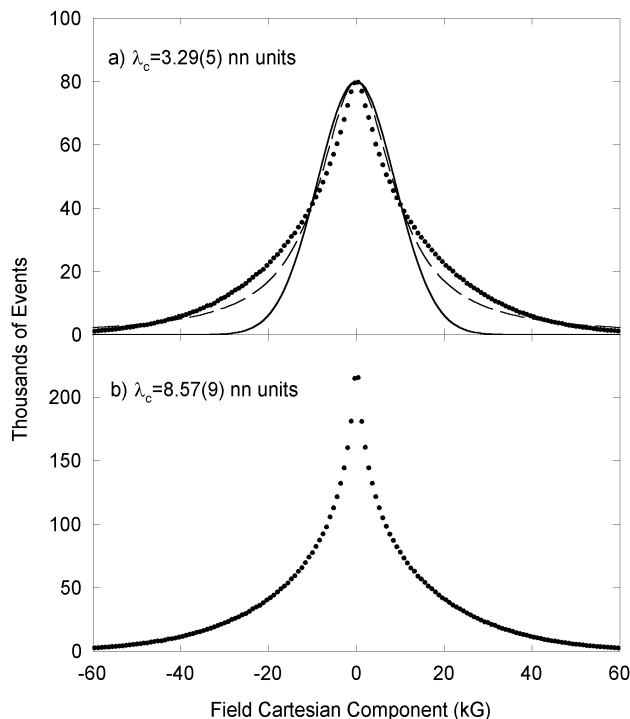 100
a) λc=3.29(5) nn units
80
60
40
20
0
Thousands of Events
b) λc=8.57(9) nn units
200
150
100
50
0
-60 -40 -20 0 20 40 60
Field Cartesian Component (kG)